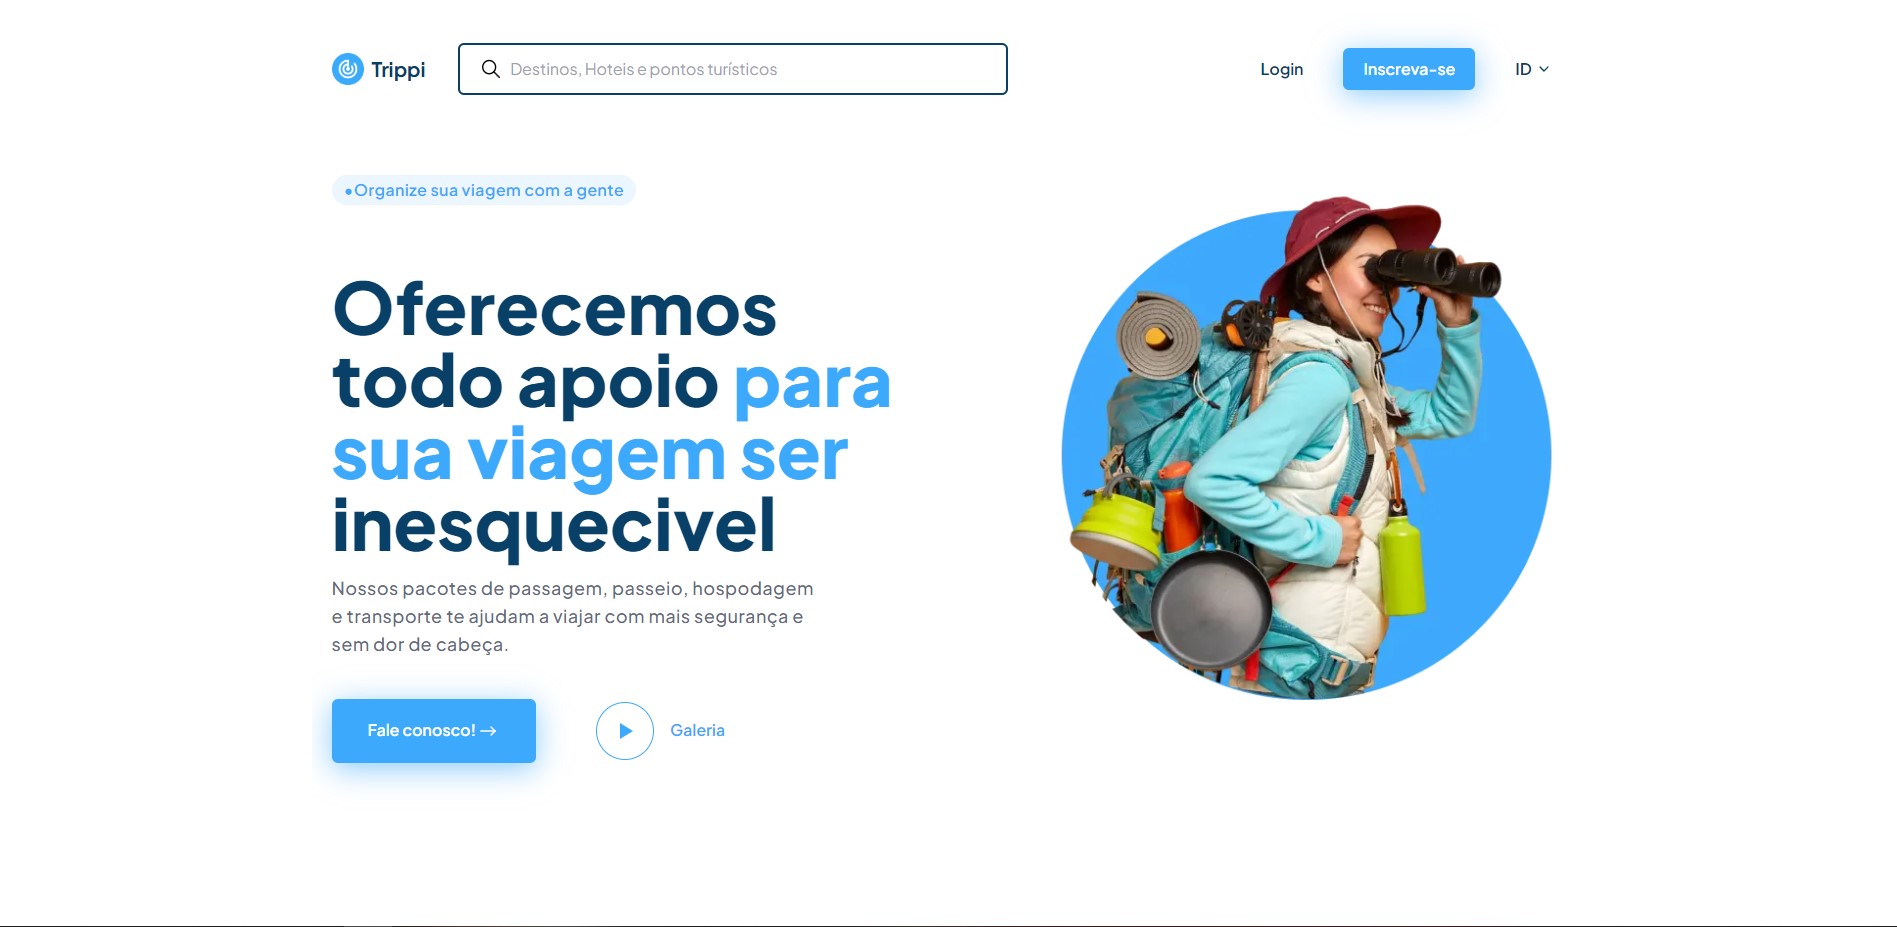 Trippi
Destinos, Hoteis e pontos turísticos
Login
Inscreva-se
ID
•Organize sua viagem com a gente
Oferecemos
todo apoio para
sua viagem ser
inesquecivel
Nossos pacotes de passagem, passeio, hospodagem
e transporte te ajudam a viajar com mais segurança e
sem dor de cabeça.
Fale conosco! →
Galeria